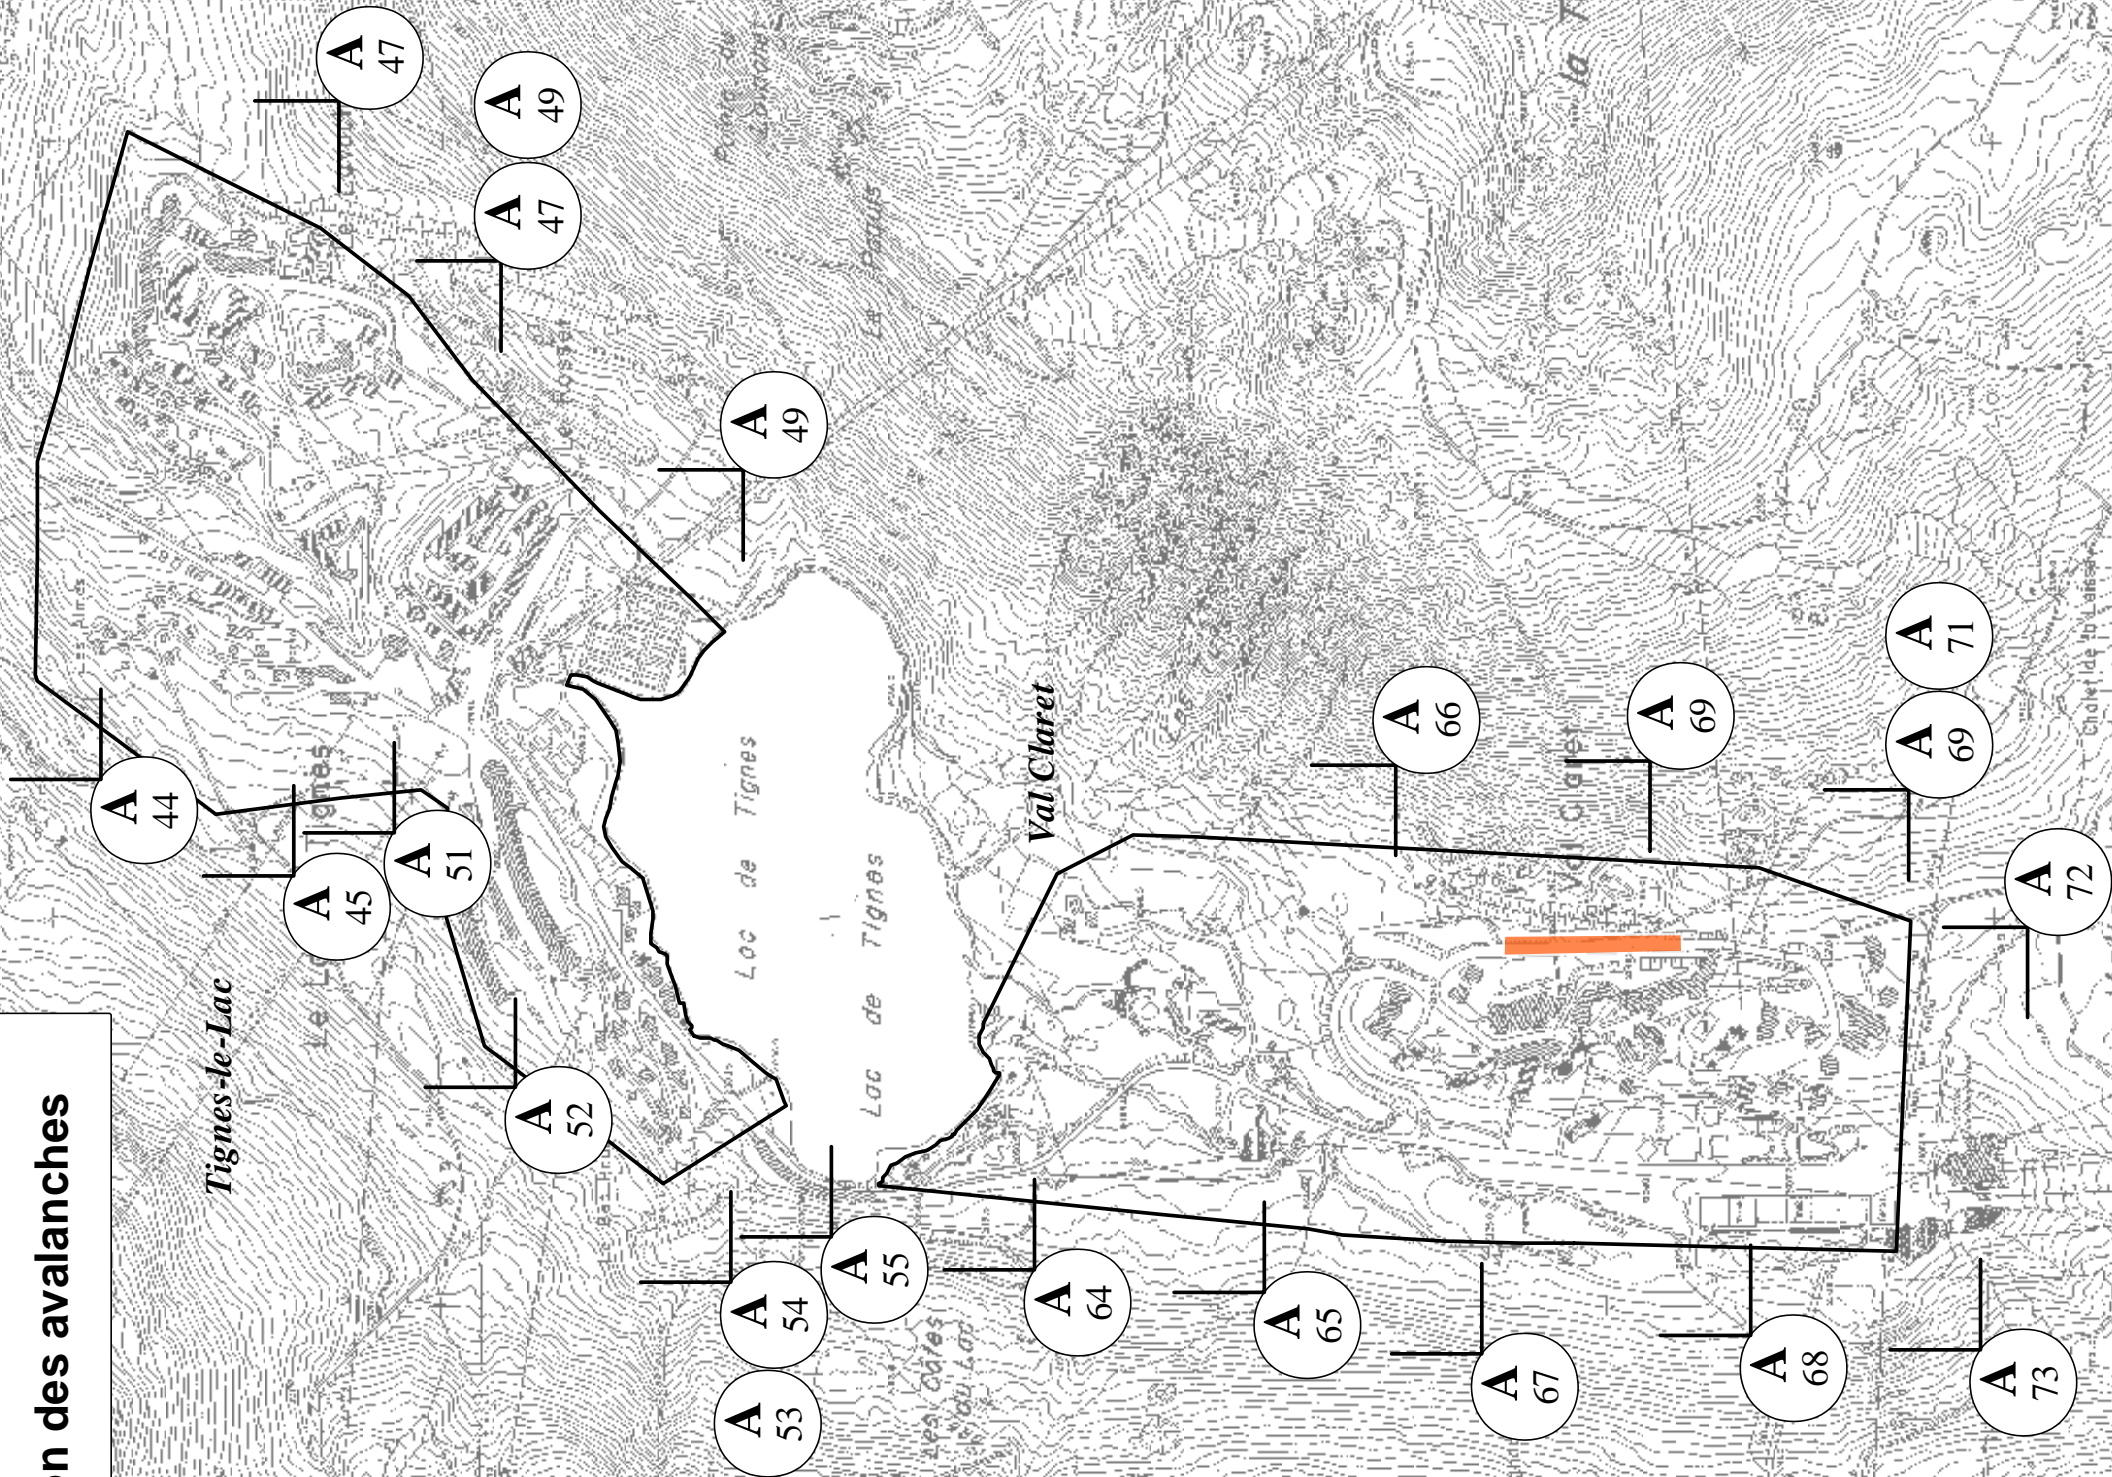 on des avalanches
Tignes-le-Lac
Val Claret
A
47
A
49
A
47
A
49
A
44
A
45
A
51
A
52
A
54
A
53
A
55
A
64
A
65
A
67
A
68
A
73
A
66
A
69
A
71
A
69
A
72
Lac de Tignes
Lac de Tignes